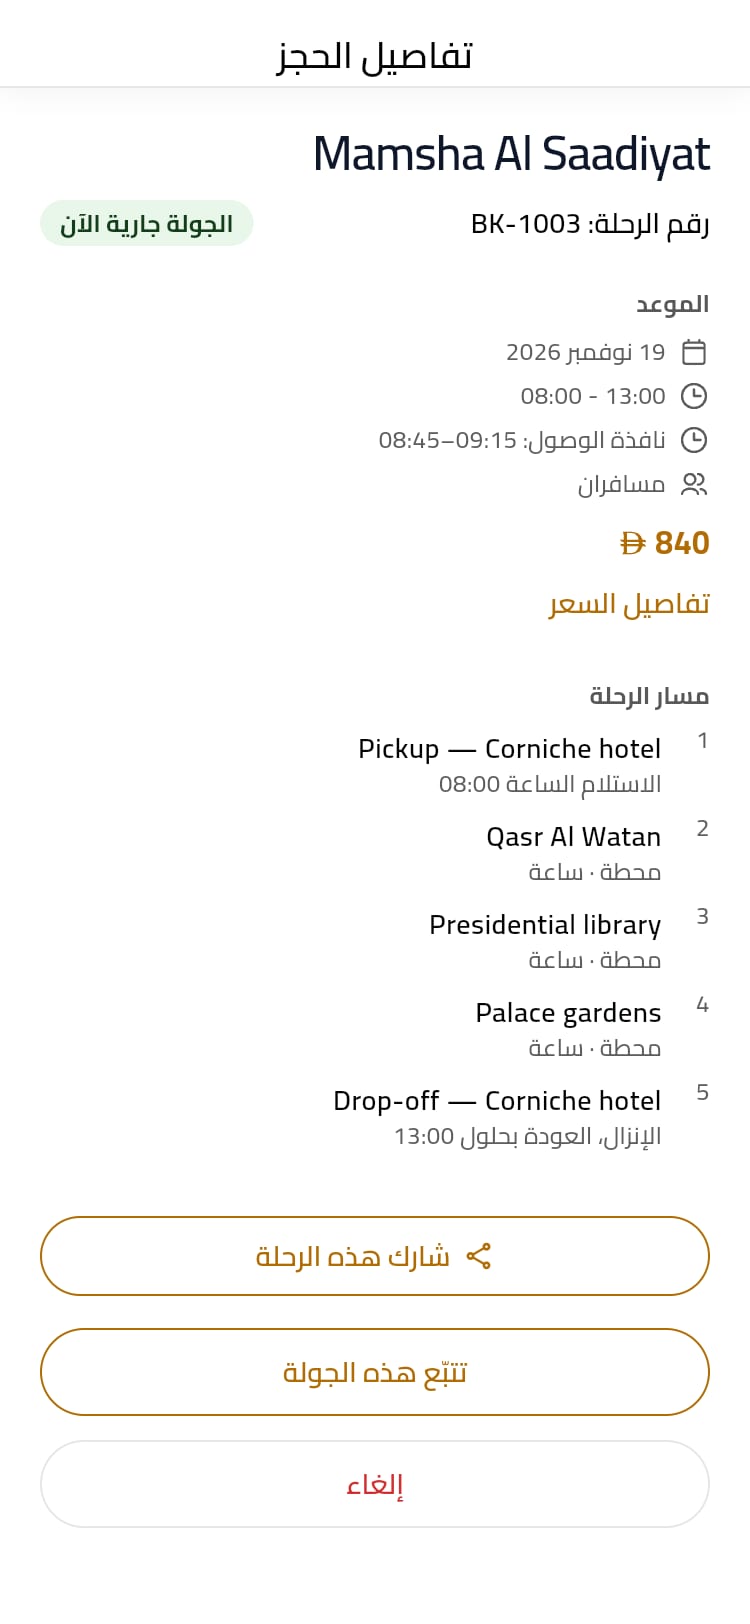 تفاصيل الحجز
Mamsha Al Saadiyat
رقم الرحلة: BK-1003
الجولة جارية الآن
الموعد
19 نوفمبر 2026
08:00 - 13:00
نافذة الوصول: 09:15–08:45
مسافران
840 AED
تفاصيل السعر
مسار الرحلة
1
Pickup — Corniche hotel
الاستلام الساعة 08:00
2
Qasr Al Watan
محطة · ساعة
3
Presidential library
محطة · ساعة
4
Palace gardens
محطة · ساعة
5
Drop-off — Corniche hotel
الإنزال، العودة بحلول 13:00
شارك هذه الرحلة
تتبّع هذه الجولة
إلغاء